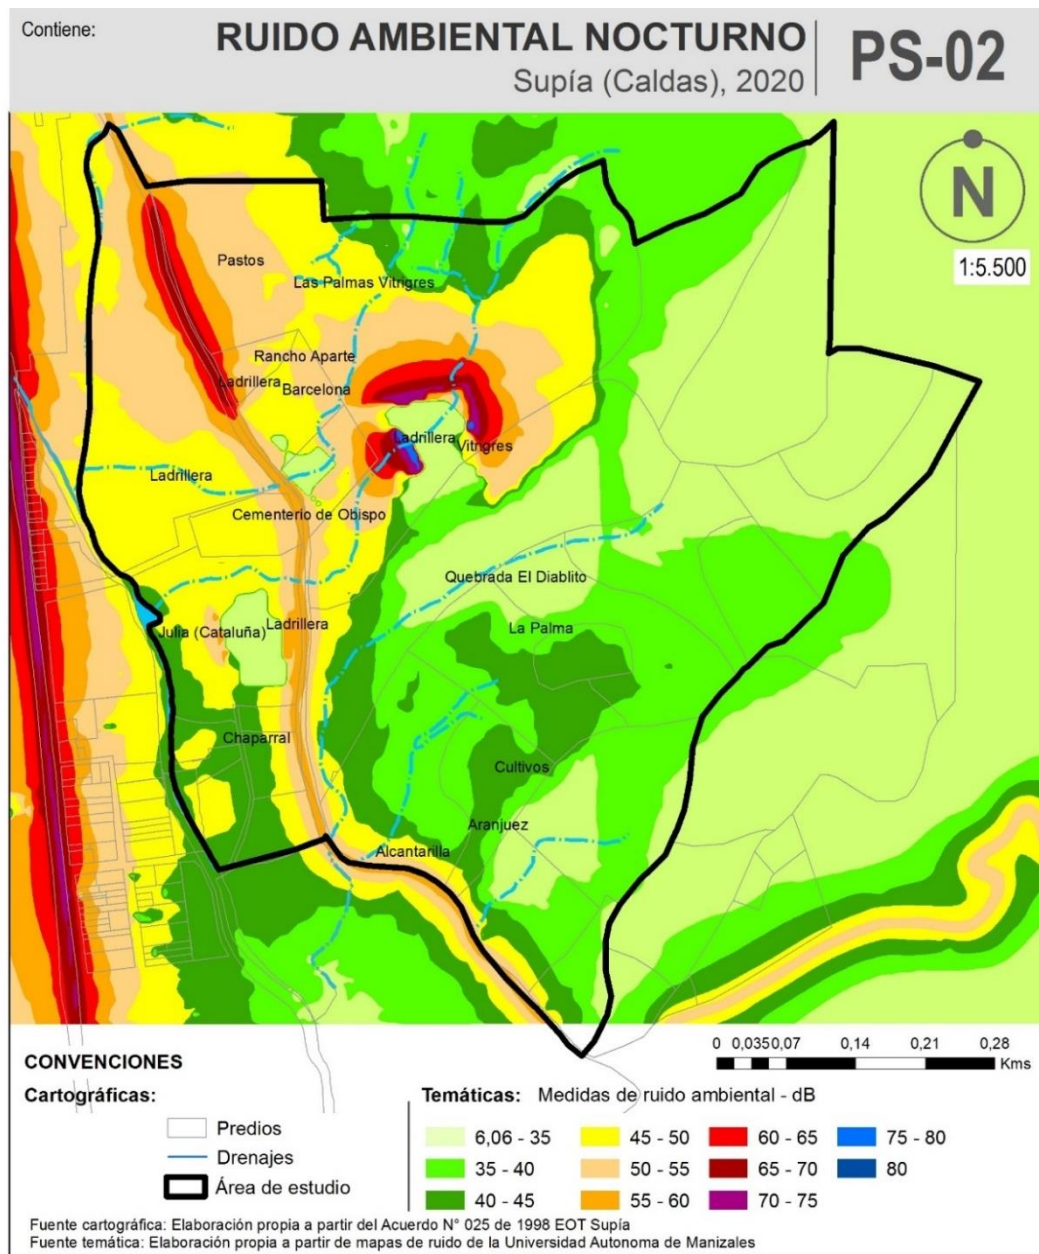 Contiene:
RUIDO AMBIENTAL NOCTURNO
Supía (Caldas), 2020
PS-02
N
1:5.500
Pastos
Las Palmas Vitrigres
Rancho Aparte
Ladrillera
Barcelona
Ladrillera
Vitrigres
Ladrillera
Cementerio de Obispo
Quebrada El Diablito
La Palma
Julia (Cataluña)
Ladrillera
Chaparral
Cultivos
Aranjuez
Alcantarilla
0 0,035 0,07 0,14 0,21 0,28
Kms
CONVENCIONES
Cartográficas:
Predios
Drenajes
Área de estudio
Temáticas: Medidas de ruido ambiental - dB
6,06 - 35
45 - 50
60 - 65
75 - 80
35 - 40
50 - 55
65 - 70
80
40 - 45
55 - 60
70 - 75
Fuente cartográfica: Elaboración propia a partir del Acuerdo N° 025 de 1998 EOT Supía
Fuente temática: Elaboración propia a partir de mapas de ruido de la Universidad Autonoma de Manizales